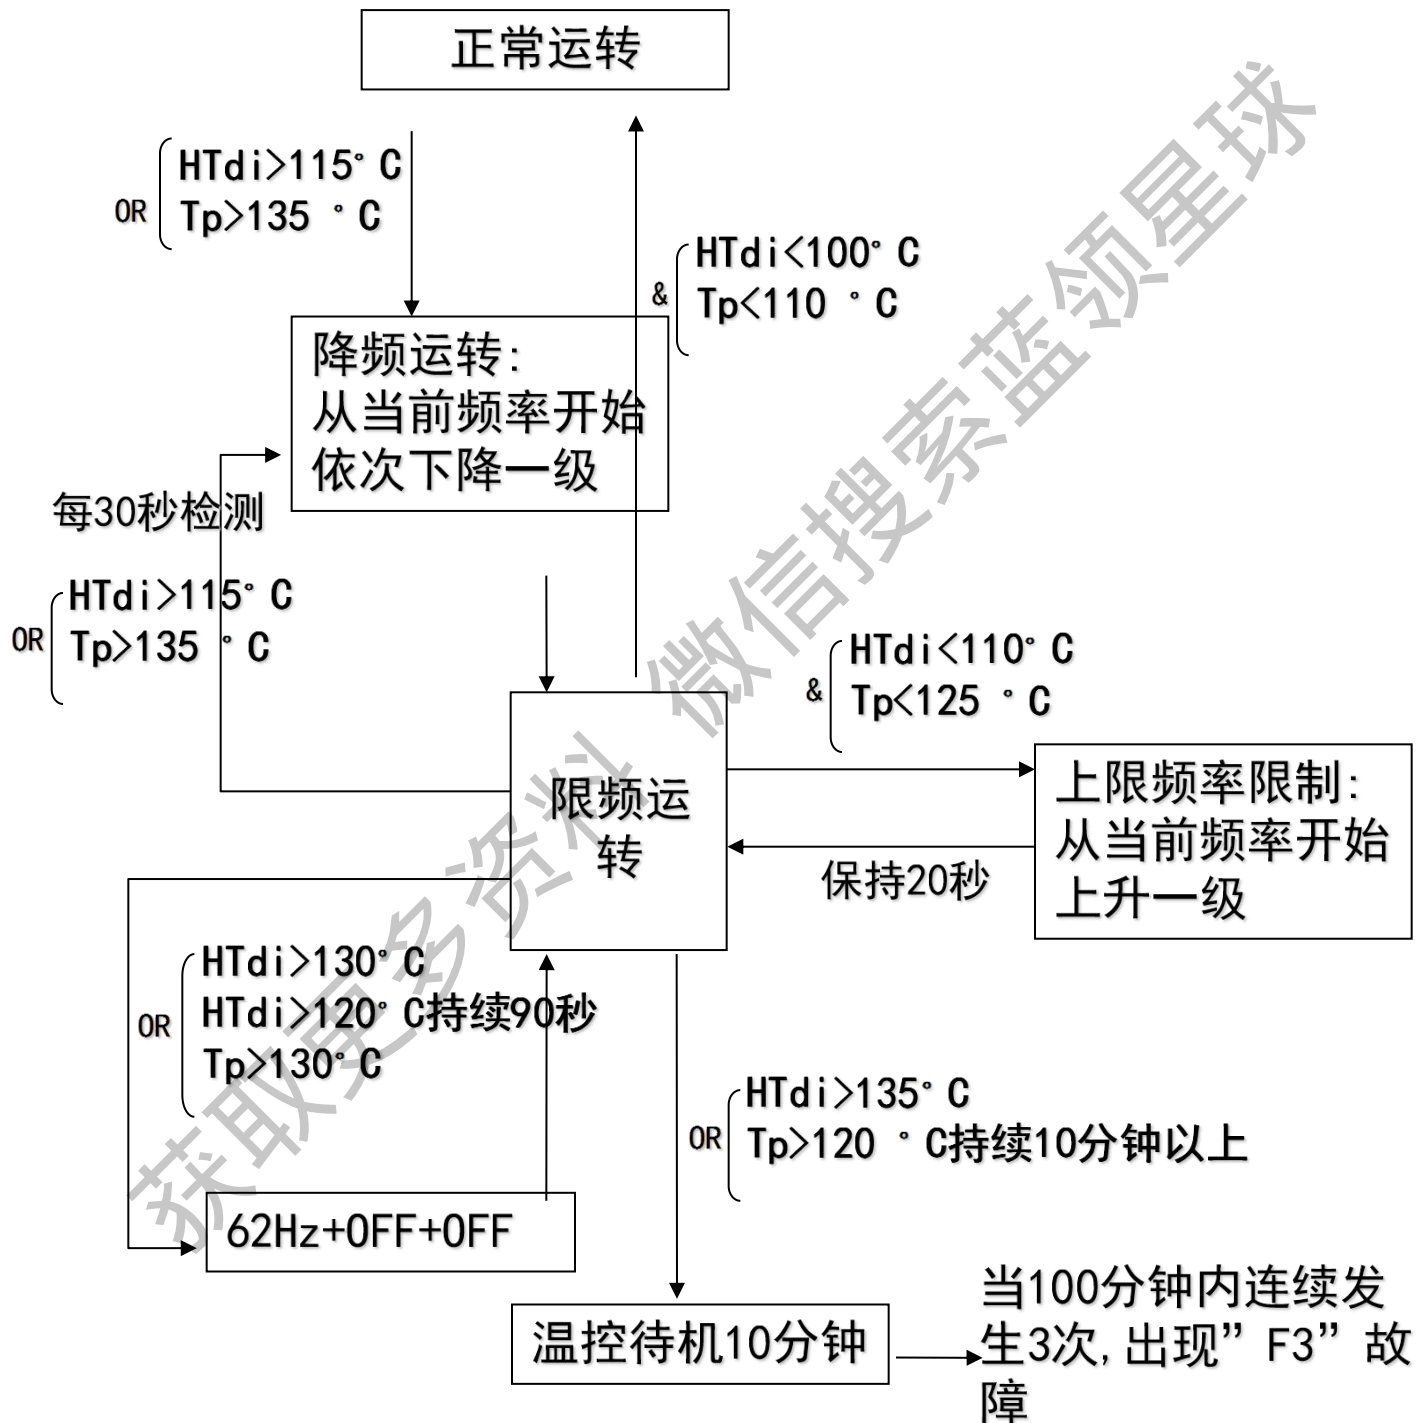 正常运转
HTdi>115°C
OR
Tp>135 °C
HTdi<100°C
&
Tp<110 °C
降频运转:
从当前频率开始
依次下降一级
每30秒检测
HTdi>115°C
OR
Tp>135 °C
HTdi<110°C
&
Tp<125 °C
限频运
转
上限频率限制:
从当前频率开始
上升一级
保持20秒
HTdi>130°C
HTdi>120°C持续90秒
OR
Tp>130°C
HTdi>135°C
OR
Tp>120 °C持续10分钟以上
62Hz+OFF+OFF
温控待机10分钟
当100分钟内连续发
生3次,出现”F3”故
障
获取更多资料 微信搜索蓝领星球